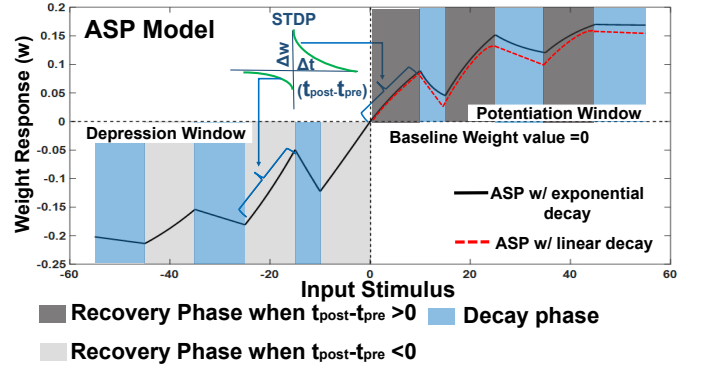 ASP Model
STDP
Δw
Δt
(tpost-tpre)
Depression Window
Potentiation Window
Baseline Weight value =0
ASP w/ exponential
decay
ASP w/ linear decay
Weight Response (w)
0.2
0.15
0.1
0.05
0
-0.05
-0.1
-0.15
-0.2
-0.25
-60 -40 -20 0 20 40 60
Input Stimulus
Recovery Phase when tpost-tpre >0
Decay phase
Recovery Phase when tpost-tpre <0